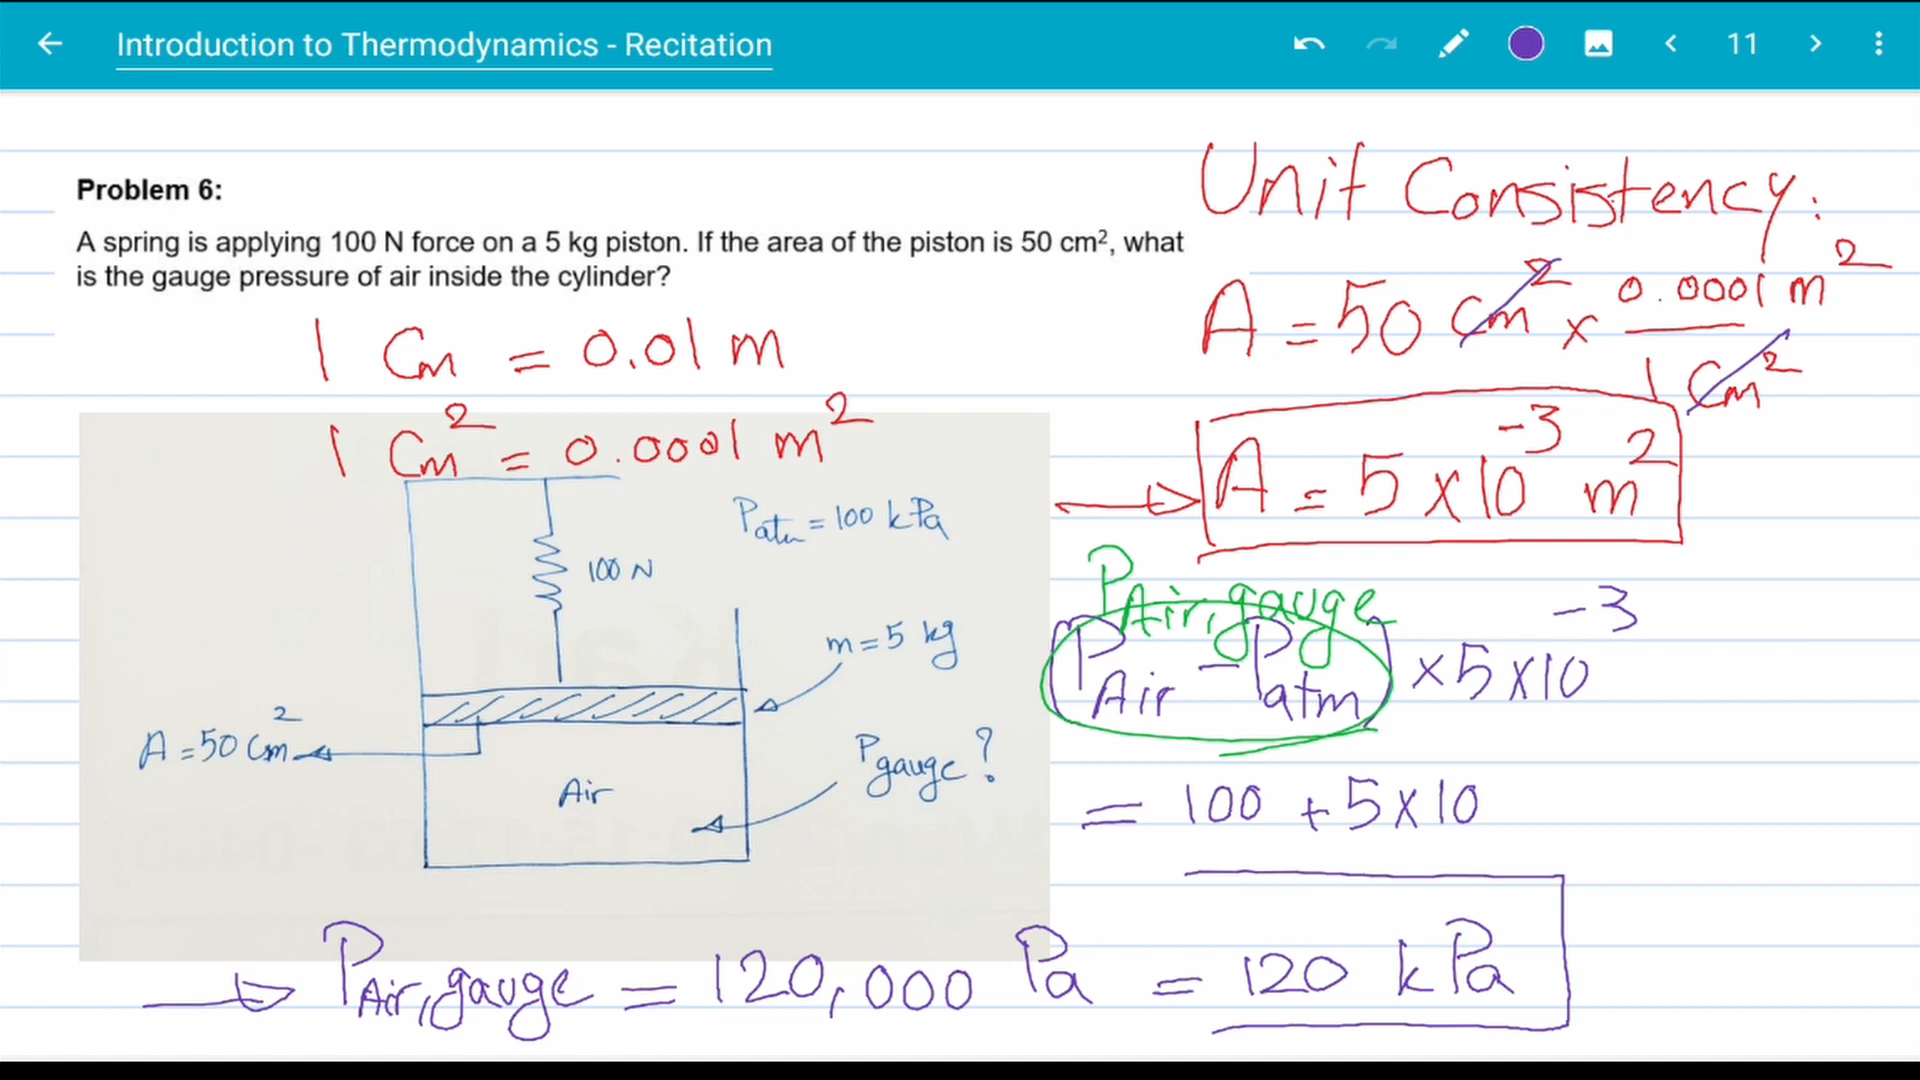 Introduction to Thermodynamics - Recitation
11
Problem 6:
A spring is applying 100 N force on a 5 kg piston. If the area of the piston is 50 cm², what
is the gauge pressure of air inside the cylinder?
1 Cm = 0.01 m
1 Cm² = 0.0001 m²
Patm = 100 kPa
100 N
m = 5 kg
A = 50 Cm²
Air
Pgauge?
Unit Consistency:
A = 50 Cm² × 0.0001 m²
1 Cm²
A = 5 × 10⁻³ m²
PAir, gauge
(PAir - Patm) × 5 × 10⁻³
= 100 + 5 × 10
PAir, gauge = 120,000 Pa = 120 kPa